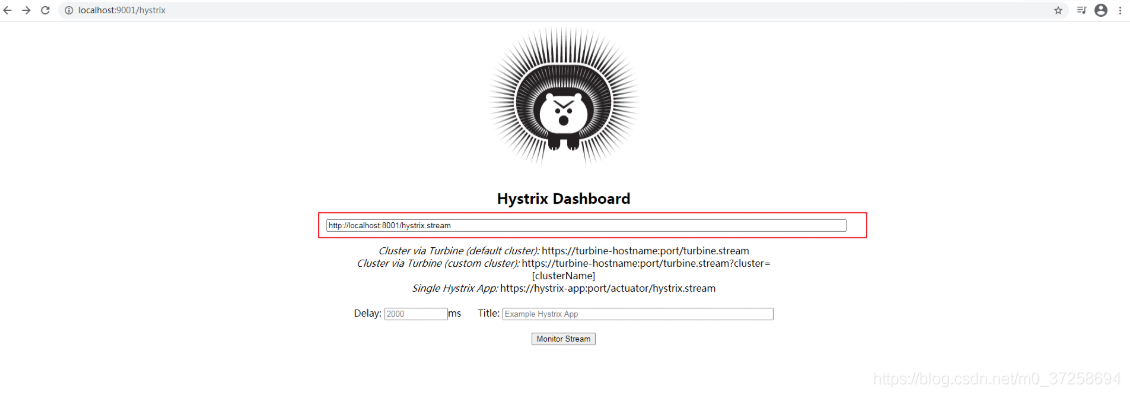 localhost:9001/hystrix
Hystrix Dashboard
http://localhost:8001/hystrix.stream
Cluster via Turbine (default cluster): https://turbine-hostname:port/turbine.stream
Cluster via Turbine (custom cluster): https://turbine-hostname:port/turbine.stream?cluster=
[clusterName]
Single Hystrix App: https://hystrix-app:port/actuator/hystrix.stream
Delay: 2000 ms Title: Example Hystrix App
Monitor Stream
https://blog.csdn.net/m0_37258694